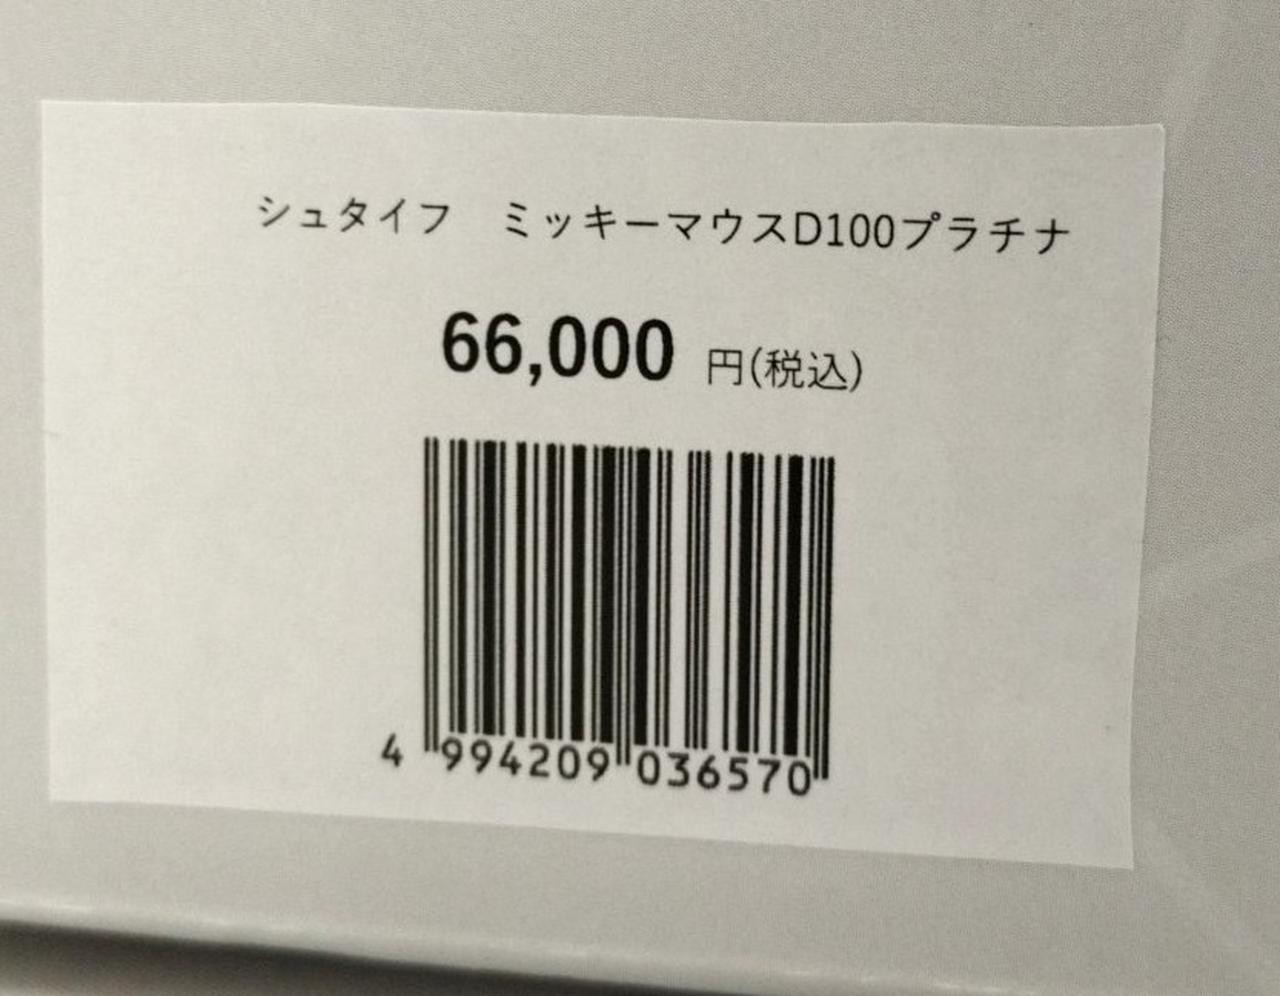 シュタイフ　ミッキーマウスD100プラチナ
66,000 円(税込)
4 994209 036570